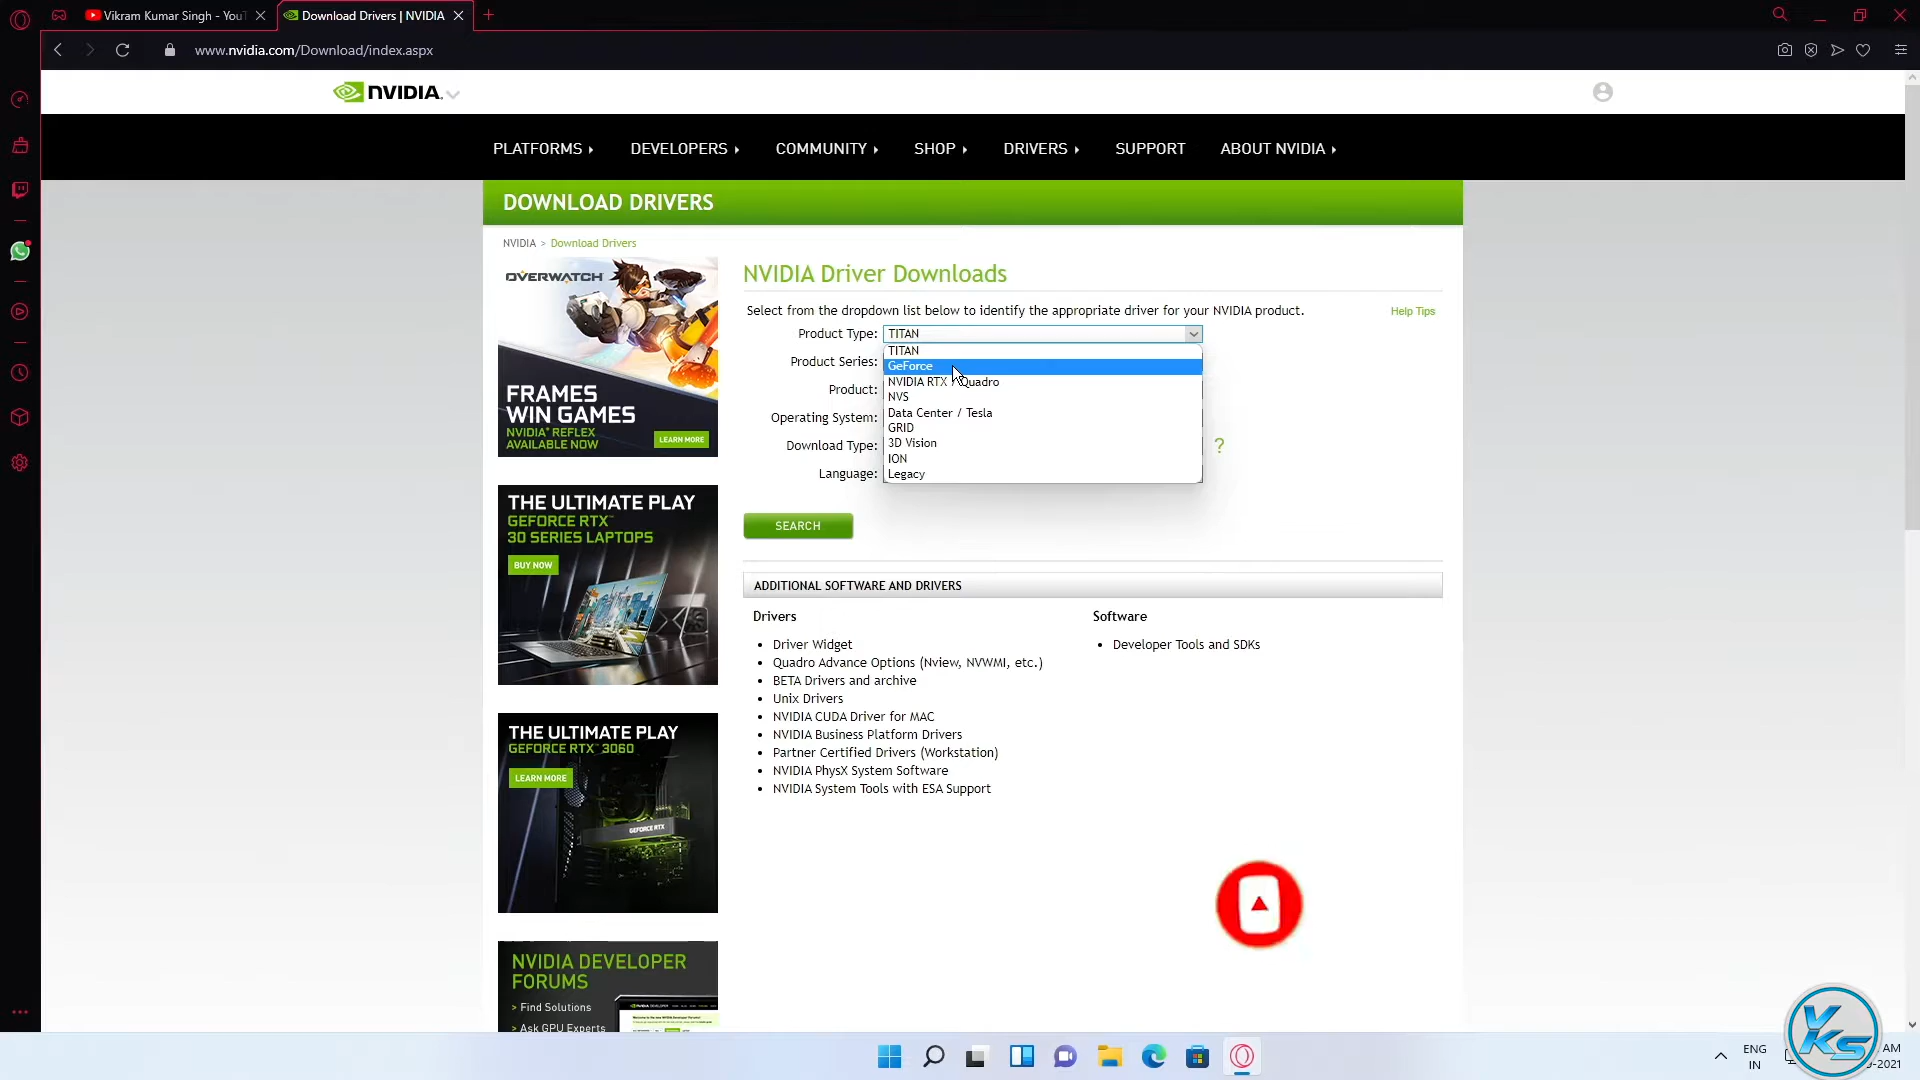 Vikram Kumar Singh - YouT
Download Drivers | NVIDIA
www.nvidia.com/Download/index.aspx
NVIDIA.
PLATFORMS
DEVELOPERS
COMMUNITY
SHOP
DRIVERS
SUPPORT
ABOUT NVIDIA
DOWNLOAD DRIVERS
NVIDIA > Download Drivers
OVERWATCH
FRAMES
WIN GAMES
NVIDIA® REFLEX
AVAILABLE NOW
LEARN MORE
NVIDIA Driver Downloads
Select from the dropdown list below to identify the appropriate driver for your NVIDIA product.
Help Tips
Product Type: TITAN
Product Series:
Product:
Operating System:
Download Type:
?
Language:
TITAN
GeForce
NVIDIA RTX / Quadro
NVS
Data Center / Tesla
GRID
3D Vision
ION
Legacy
SEARCH
THE ULTIMATE PLAY
GEFORCE RTX™
30 SERIES LAPTOPS
BUY NOW
ADDITIONAL SOFTWARE AND DRIVERS
Drivers
• Driver Widget
• Quadro Advance Options (Nview, NVWMI, etc.)
• BETA Drivers and archive
• Unix Drivers
• NVIDIA CUDA Driver for MAC
• NVIDIA Business Platform Drivers
• Partner Certified Drivers (Workstation)
• NVIDIA PhysX System Software
• NVIDIA System Tools with ESA Support
Software
• Developer Tools and SDKs
THE ULTIMATE PLAY
GEFORCE RTX™ 3060
LEARN MORE
GEFORCE RTX
NVIDIA DEVELOPER
FORUMS
> Find Solutions
> Ask GPU Experts
ENG
IN
AM
-2021
VKS